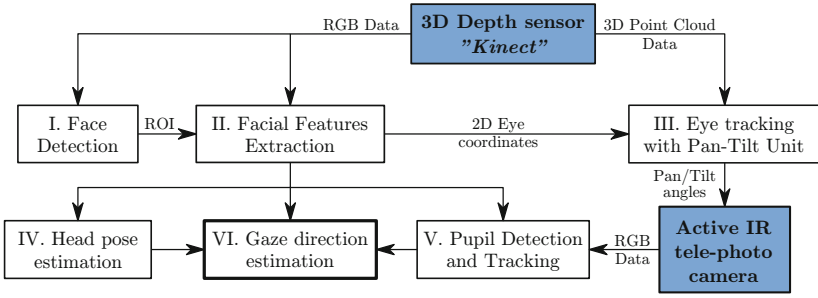 RGB Data
3D Depth sensor
"Kinect"
3D Point Cloud
Data
I. Face
Detection
ROI
II. Facial Features
Extraction
2D Eye
coordinates
III. Eye tracking
with Pan-Tilt Unit
Pan/Tilt
angles
IV. Head pose
estimation
VI. Gaze direction
estimation
V. Pupil Detection
and Tracking
RGB
Data
Active IR
tele-photo
camera